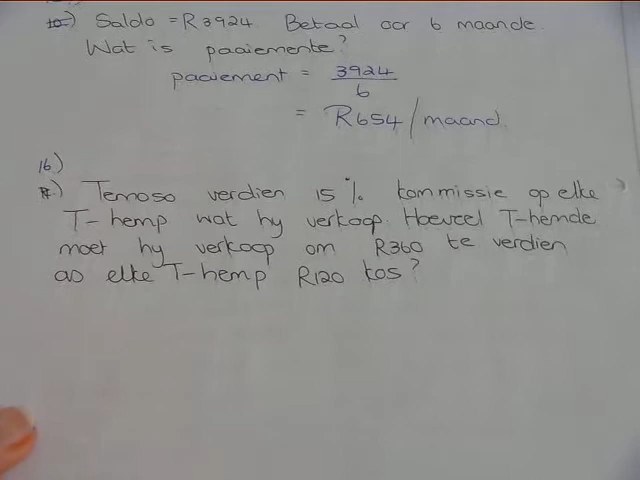 10) Saldo = R3924. Betaal oor 6 maande.
Wat is paaiemente?
paaiement = 3924
6
= R654/maand.
16)
Temoso verdien 15% kommissie op elke
T-hemp wat hy verkoop. Hoeveel T-hemde
moet hy verkoop om R360 te verdien
as elke T-hemp R120 kos?